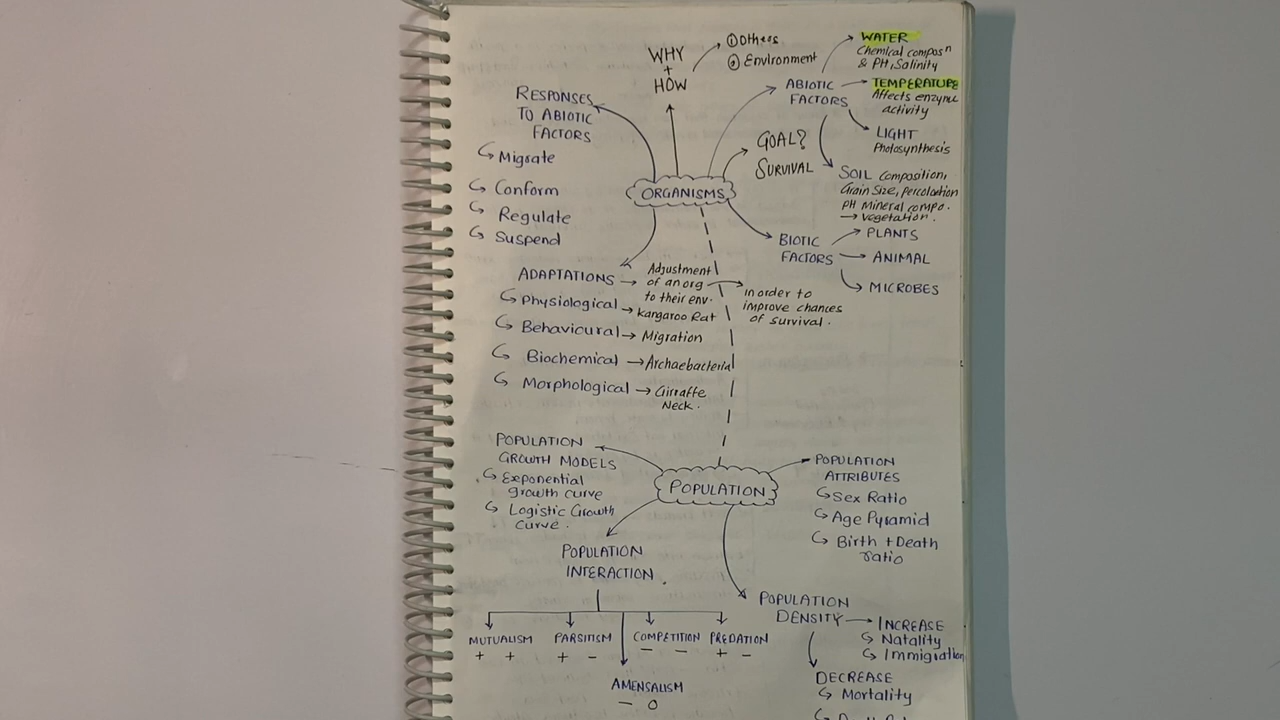 WHY
+
HOW
① Others
② Environment
ORGANISMS
RESPONSES
TO ABIOTIC
FACTORS
Migrate
Conform
Regulate
Suspend
GOAL?
SURVIVAL
ABIOTIC
FACTORS
WATER
Chemical composⁿ
& PH, Salinity
TEMPERATURE
Affects enzyme
activity
LIGHT
Photosynthesis
SOIL composition,
Grain Size, percolation
PH Mineral compo.
→ vegetation.
BIOTIC
FACTORS
PLANTS
ANIMAL
MICROBES
ADAPTATIONS → Adjustment
of an org
to their env.
in order to
improve chances
of survival.
Physiological → kangaroo Rat
Behavioural → Migration
Biochemical → Archaebacteria
Morphological → Girraffe
Neck.
POPULATION
POPULATION
GROWTH MODELS
Exponential
growth curve
Logistic Growth
curve.
POPULATION
ATTRIBUTES
Sex Ratio
Age Pyramid
Birth + Death
ratio
POPULATION
INTERACTION
MUTUALISM
+ +
PARSITISM
+ −
COMPETITION
− −
PREDATION
+ −
AMENSALISM
− O
POPULATION
DENSITY → INCREASE
Natality
Immigration
DECREASE
Mortality